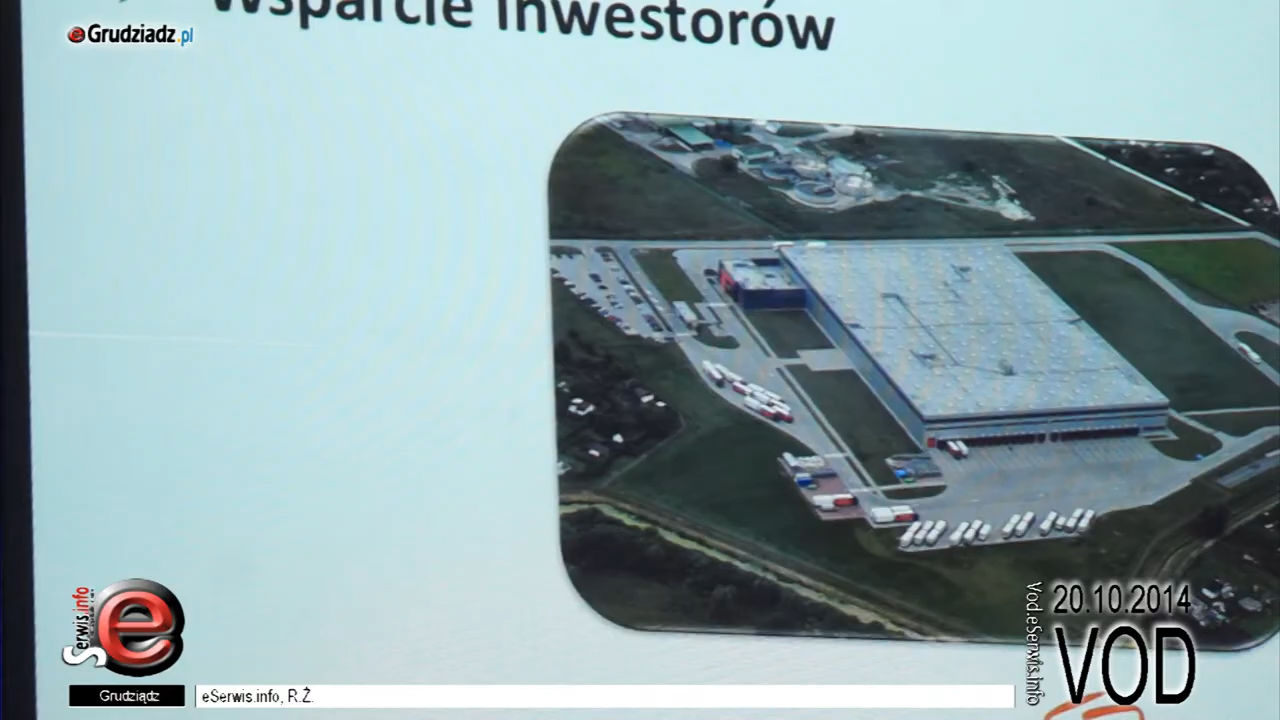 Wsparcie inwestorów
eGrudziadz.pl
Serwis.info
e
20.10.2014
Vod.eSerwis.Info
VOD
Grudziądz
eSerwis.info, R.Ż.